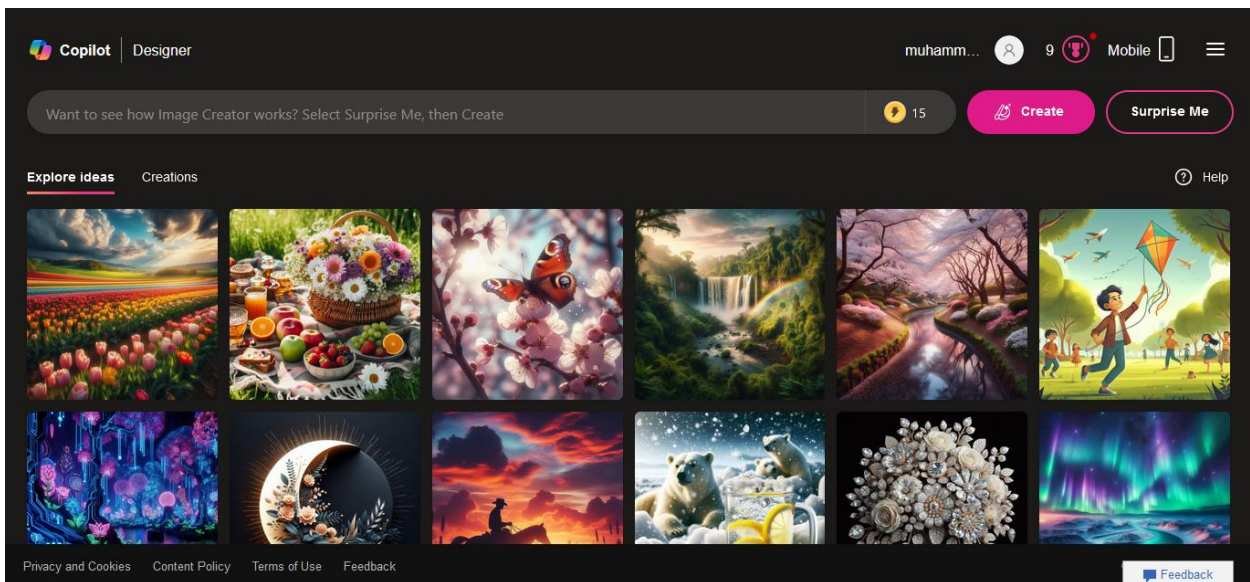 Copilot Designer muhamm... 9 Mobile
Want to see how Image Creator works? Select Surprise Me, then Create 15 Create Surprise Me
Explore ideas Creations Help
Privacy and Cookies Content Policy Terms of Use Feedback
Feedback